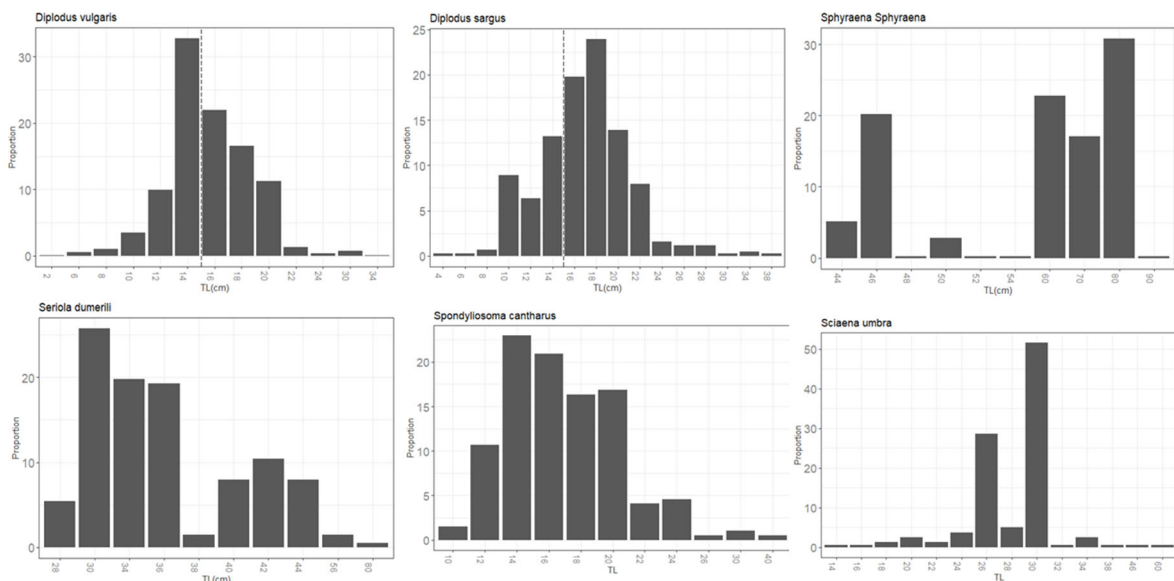 Diplodus vulgaris
Proportion
30
20
10
0
2 6 8 10 12 14 16 18 20 22 24 30 34
TL(cm)
Diplodus sargus
Proportion
25
20
15
10
5
0
4 6 8 10 12 14 16 18 20 22 24 26 28 30 34 38
TL(cm)
Sphyraena Sphyraena
Proportion
30
20
10
0
44 46 48 50 52 54 60 70 80 90
Seriola dumerili
Proportion
20
10
0
28 30 34 36 38 40 42 44 56 80
TL(cm)
Spondyliosoma cantharus
Proportion
20
15
10
5
0
10 12 14 16 18 20 22 24 26 30 40
TL
Sciaena umbra
Proportion
50
40
30
20
10
0
14 16 18 20 22 24 26 28 30 32 34 38 46 60
TL